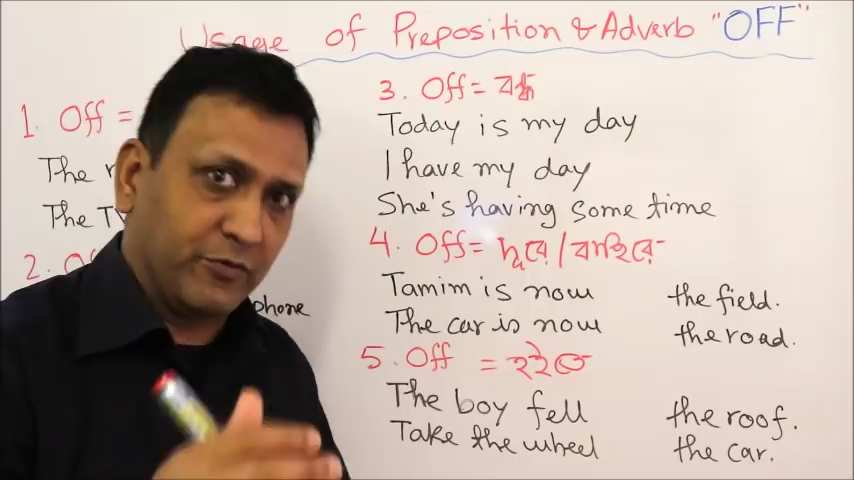 Usage of Preposition & Adverb "OFF"
1. Off =
The
The TV
2.
phone
3. Off = বন্ধ
Today is my day
I have my day
She's having some time
4. Off = দূরে/বাহিরে
Tamim is now the field.
The car is now the road.
5. Off = হইতে
The boy fell the roof.
Take the wheel the car.